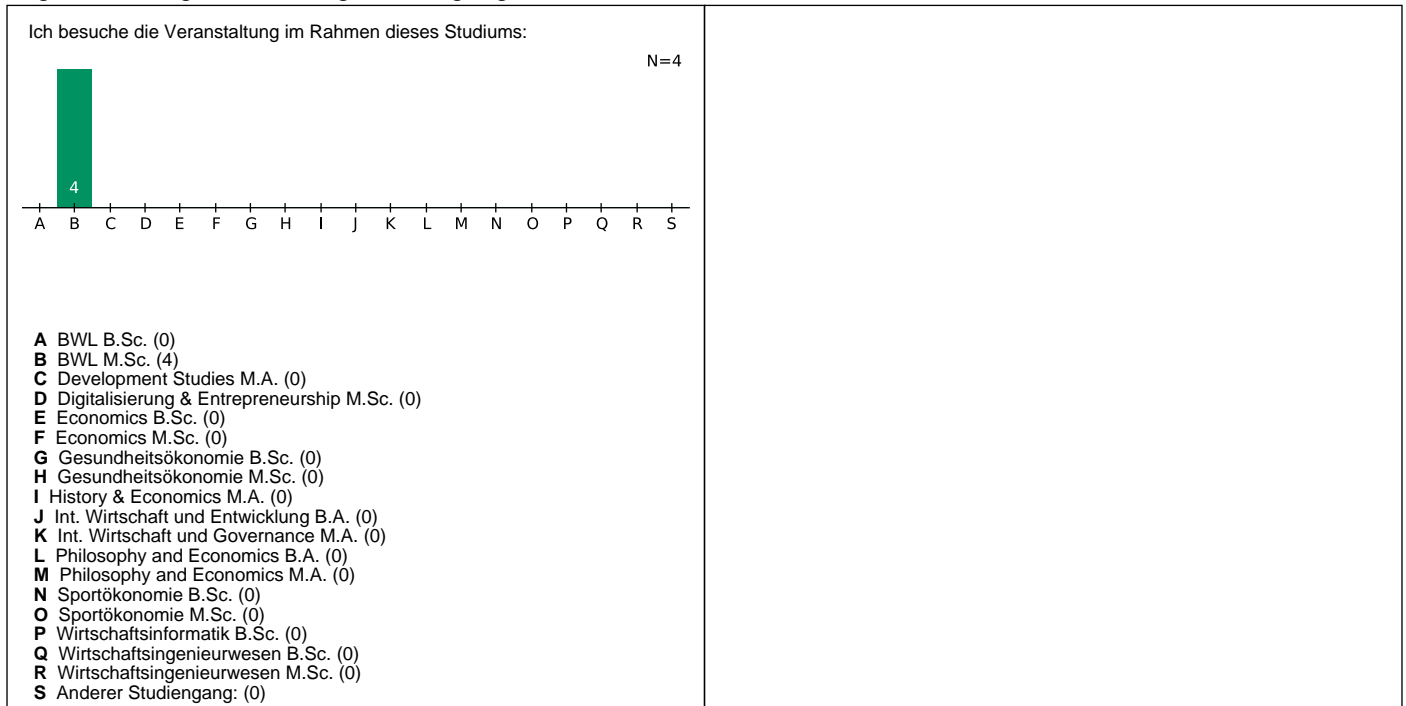 Ich besuche die Veranstaltung im Rahmen dieses Studiums:
N=4
4
A B C D E F G H I J K L M N O P Q R S
A BWL B.Sc. (0)
B BWL M.Sc. (4)
C Development Studies M.A. (0)
D Digitalisierung & Entrepreneurship M.Sc. (0)
E Economics B.Sc. (0)
F Economics M.Sc. (0)
G Gesundheitsökonomie B.Sc. (0)
H Gesundheitsökonomie M.Sc. (0)
I History & Economics M.A. (0)
J Int. Wirtschaft und Entwicklung B.A. (0)
K Int. Wirtschaft und Governance M.A. (0)
L Philosophy and Economics B.A. (0)
M Philosophy and Economics M.A. (0)
N Sportökonomie B.Sc. (0)
O Sportökonomie M.Sc. (0)
P Wirtschaftsinformatik B.Sc. (0)
Q Wirtschaftsingenieurwesen B.Sc. (0)
R Wirtschaftsingenieurwesen M.Sc. (0)
S Anderer Studiengang: (0)